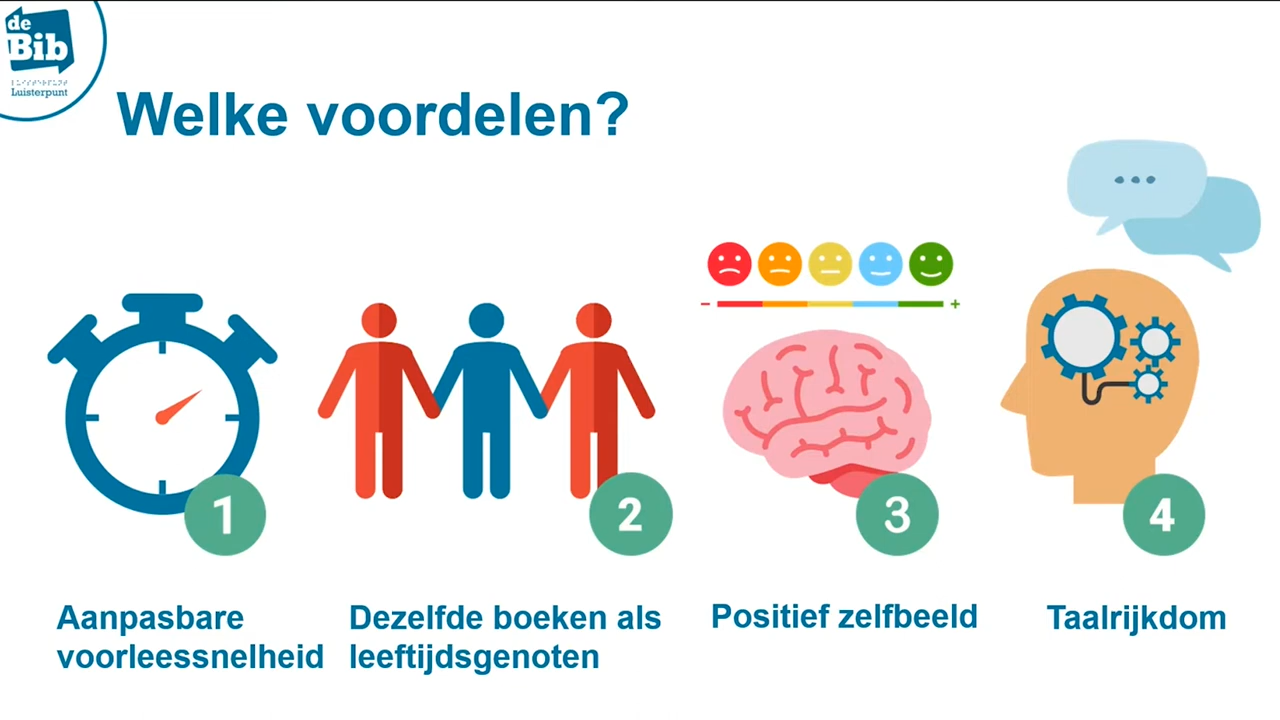 de
Bib
Luisterpunt
Welke voordelen?
...
- +
1
2
3
4
Aanpasbare
voorleessnelheid
Dezelfde boeken als
leeftijdsgenoten
Positief zelfbeeld
Taalrijkdom